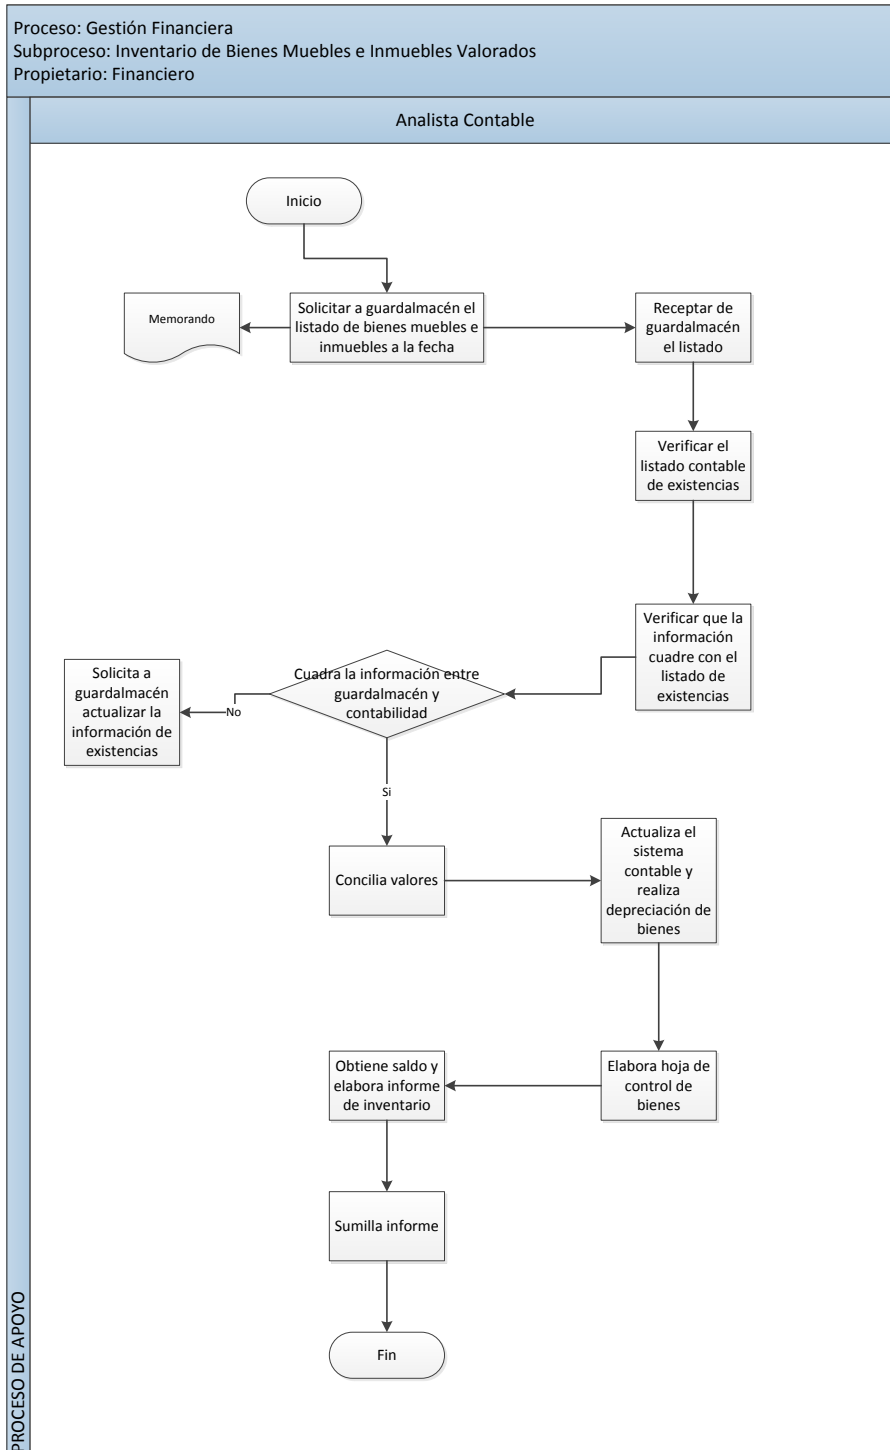 Proceso: Gestión Financiera
Subproceso: Inventario de Bienes Muebles e Inmuebles Valorados
Propietario: Financiero
Analista Contable
Inicio
Memorando
Solicitar a guardalmacén el
listado de bienes muebles e
inmuebles a la fecha
Receptar de
guardalmacén
el listado
Verificar el
listado contable
de existencias
Verificar que la
información
cuadre con el
listado de
existencias
Cuadra la información entre
guardalmacén y
contabilidad
No
Solicita a
guardalmacén
actualizar la
información de
existencias
Si
Concilia valores
Actualiza el
sistema
contable y
realiza
depreciación de
bienes
Elabora hoja de
control de
bienes
Obtiene saldo y
elabora informe
de inventario
Sumilla informe
Fin
PROCESO DE APOYO